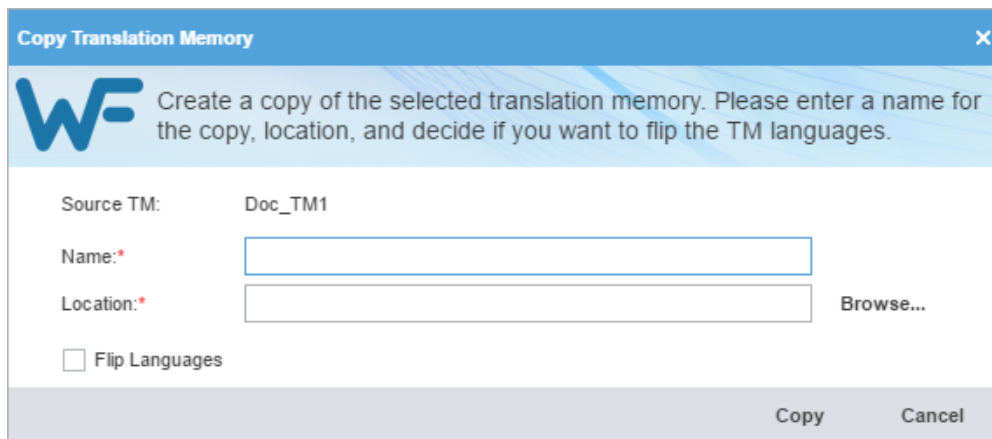 Copy Translation Memory
WF
Create a copy of the selected translation memory. Please enter a name for
the copy, location, and decide if you want to flip the TM languages.
Source TM: Doc_TM1
Name:*
Location:* Browse...
Flip Languages
Copy Cancel